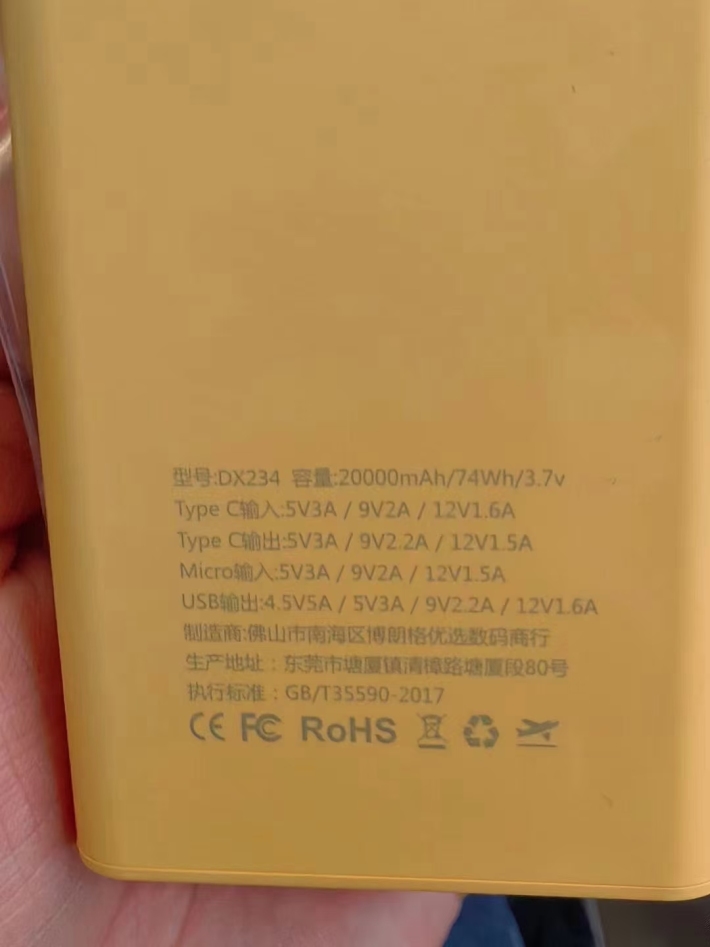 型号:DX234 容量:20000mAh/74Wh/3.7v
Type C输入:5V3A / 9V2A / 12V1.6A
Type C输出:5V3A / 9V2.2A / 12V1.5A
Micro输入:5V3A / 9V2A / 12V1.5A
USB输出:4.5V5A / 5V3A / 9V2.2A / 12V1.6A
制造商:佛山市南海区博朗格优选数码商行
生产地址：东莞市塘厦镇清樟路塘厦段80号
执行标准：GB/T35590-2017
CE FC RoHS